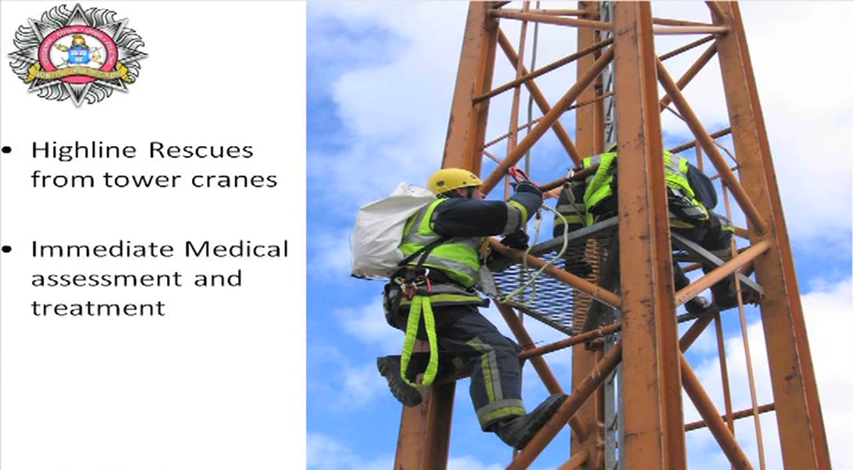 • Highline Rescues
from tower cranes
• Immediate Medical
assessment and
treatment